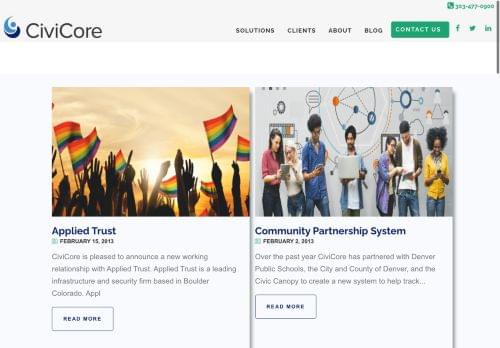 303-477-0900
CiviCore
SOLUTIONS CLIENTS ABOUT BLOG CONTACT US
Applied Trust
FEBRUARY 15, 2013
CiviCore is pleased to announce a new working
relationship with Applied Trust. Applied Trust is a leading
infrastructure and security firm based in Boulder
Colorado. Appl
READ MORE
Community Partnership System
FEBRUARY 2, 2013
Over the past year CiviCore has partnered with Denver
Public Schools, the City and County of Denver, and the
Civic Canopy to create a new system to help track...
READ MORE